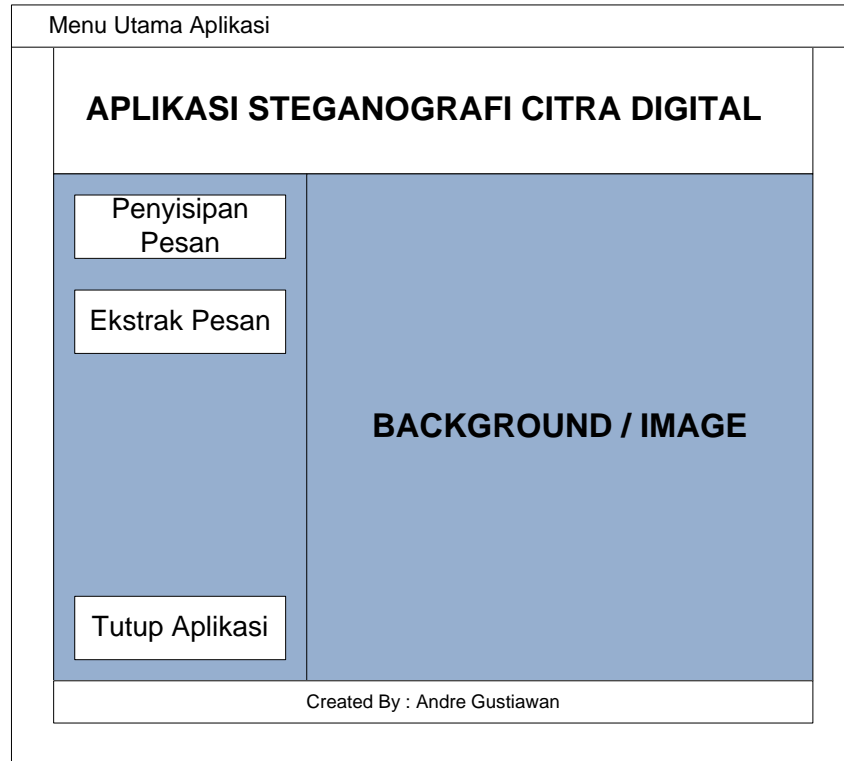 Menu Utama Aplikasi
APLIKASI STEGANOGRAFI CITRA DIGITAL
Penyisipan
Pesan
Ekstrak Pesan
BACKGROUND / IMAGE
Tutup Aplikasi
Created By : Andre Gustiawan